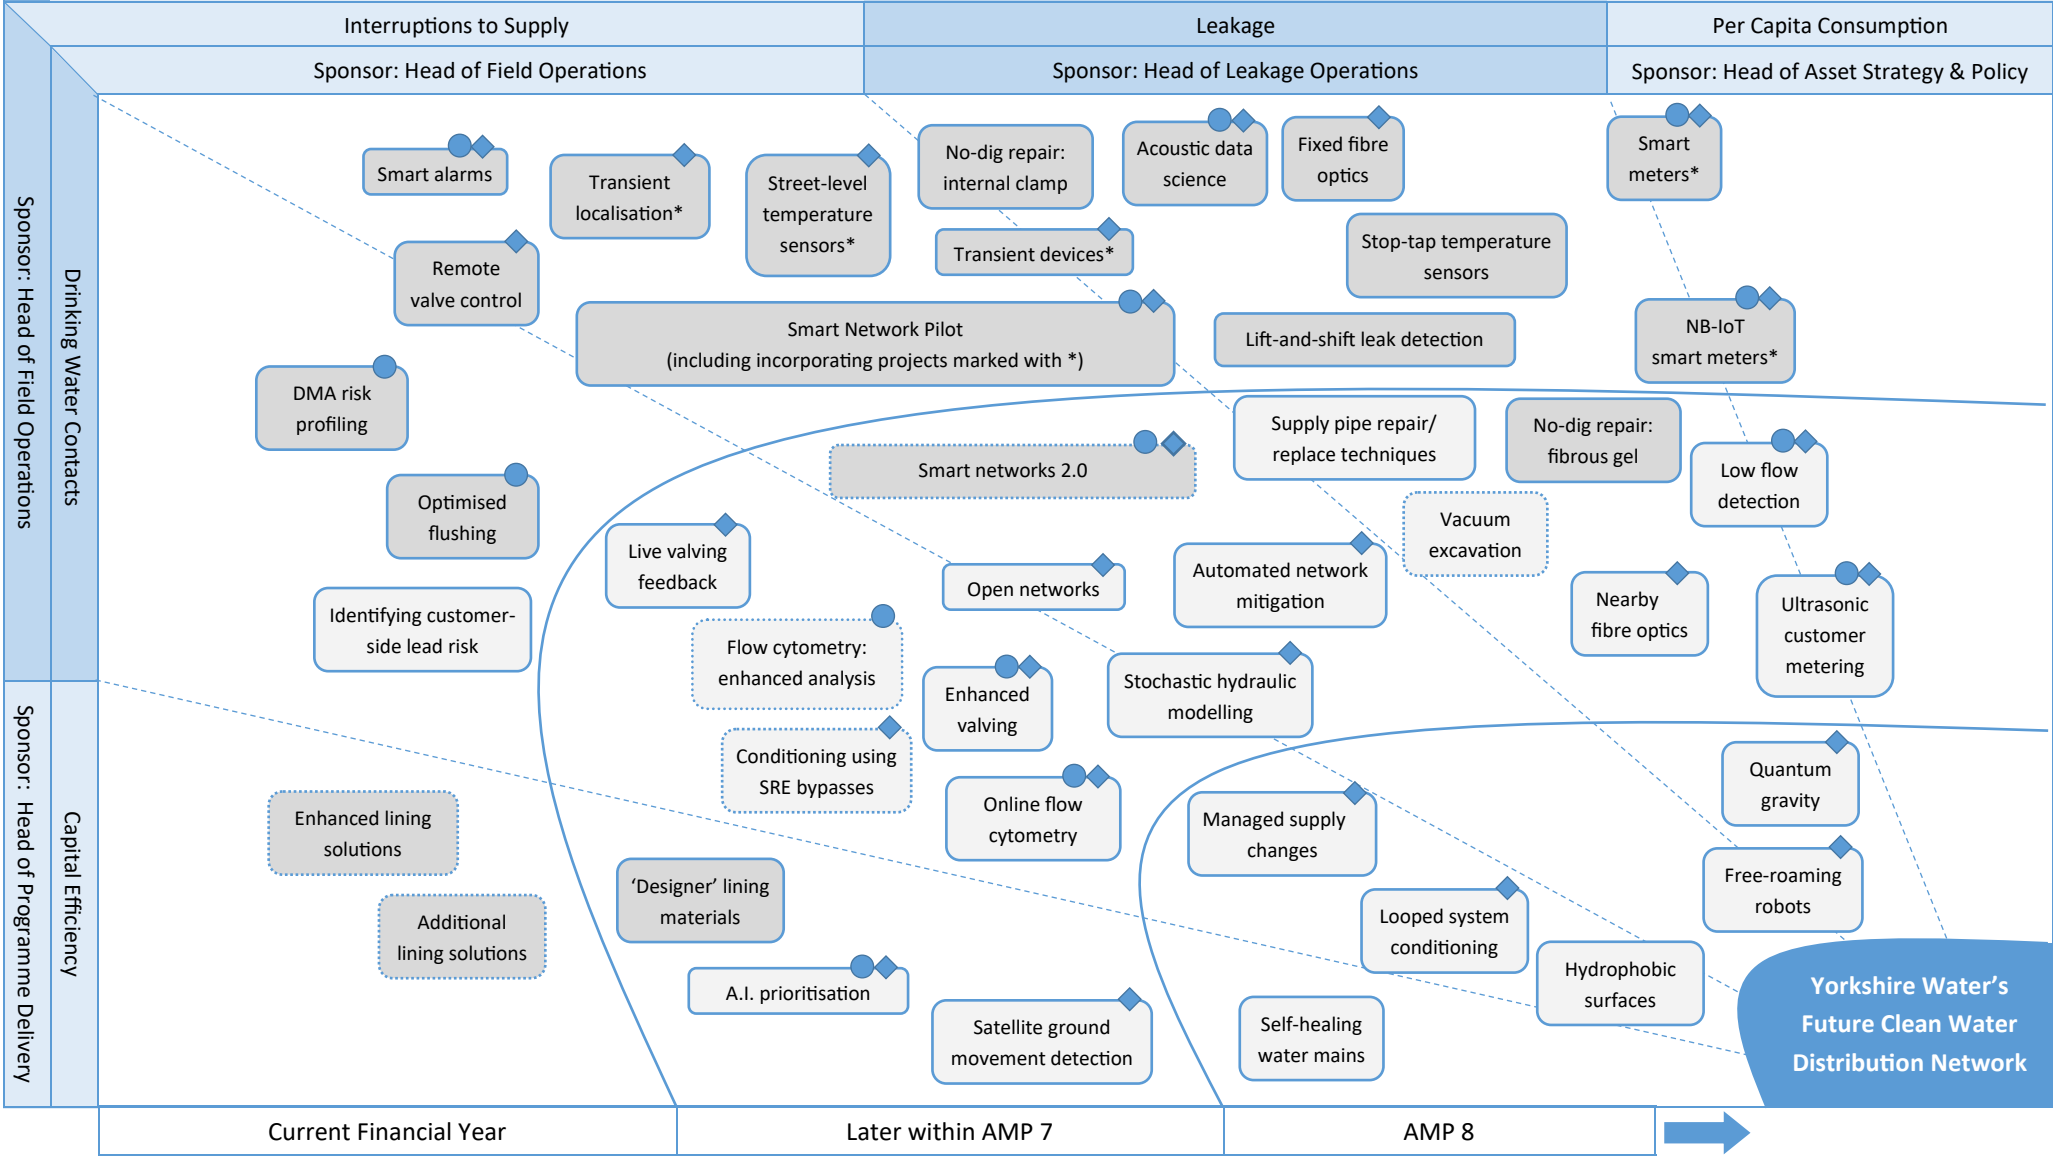 Interruptions to Supply
Leakage
Per Capita Consumption
Sponsor: Head of Field Operations
Sponsor: Head of Leakage Operations
Sponsor: Head of Asset Strategy & Policy
Sponsor: Head of Field Operations
Drinking Water Contacts
Sponsor: Head of Programme Delivery
Capital Efficiency
Smart alarms
Transient
localisation*
Street-level
temperature
sensors*
No-dig repair:
internal clamp
Acoustic data
science
Fixed fibre
optics
Smart
meters*
Remote
valve control
Transient devices*
Stop-tap temperature
sensors
Smart Network Pilot
(including incorporating projects marked with *)
Lift-and-shift leak detection
NB-IoT
smart meters*
DMA risk
profiling
Supply pipe repair/
replace techniques
No-dig repair:
fibrous gel
Smart networks 2.0
Low flow
detection
Optimised
flushing
Live valving
feedback
Vacuum
excavation
Open networks
Automated network
mitigation
Nearby
fibre optics
Ultrasonic
customer
metering
Identifying customer-
side lead risk
Flow cytometry:
enhanced analysis
Enhanced
valving
Stochastic hydraulic
modelling
Conditioning using
SRE bypasses
Quantum
gravity
Online flow
cytometry
Managed supply
changes
Enhanced lining
solutions
'Designer' lining
materials
Free-roaming
robots
Additional
lining solutions
Looped system
conditioning
Hydrophobic
surfaces
A.I. prioritisation
Satellite ground
movement detection
Self-healing
water mains
Yorkshire Water's
Future Clean Water
Distribution Network
Current Financial Year
Later within AMP 7
AMP 8